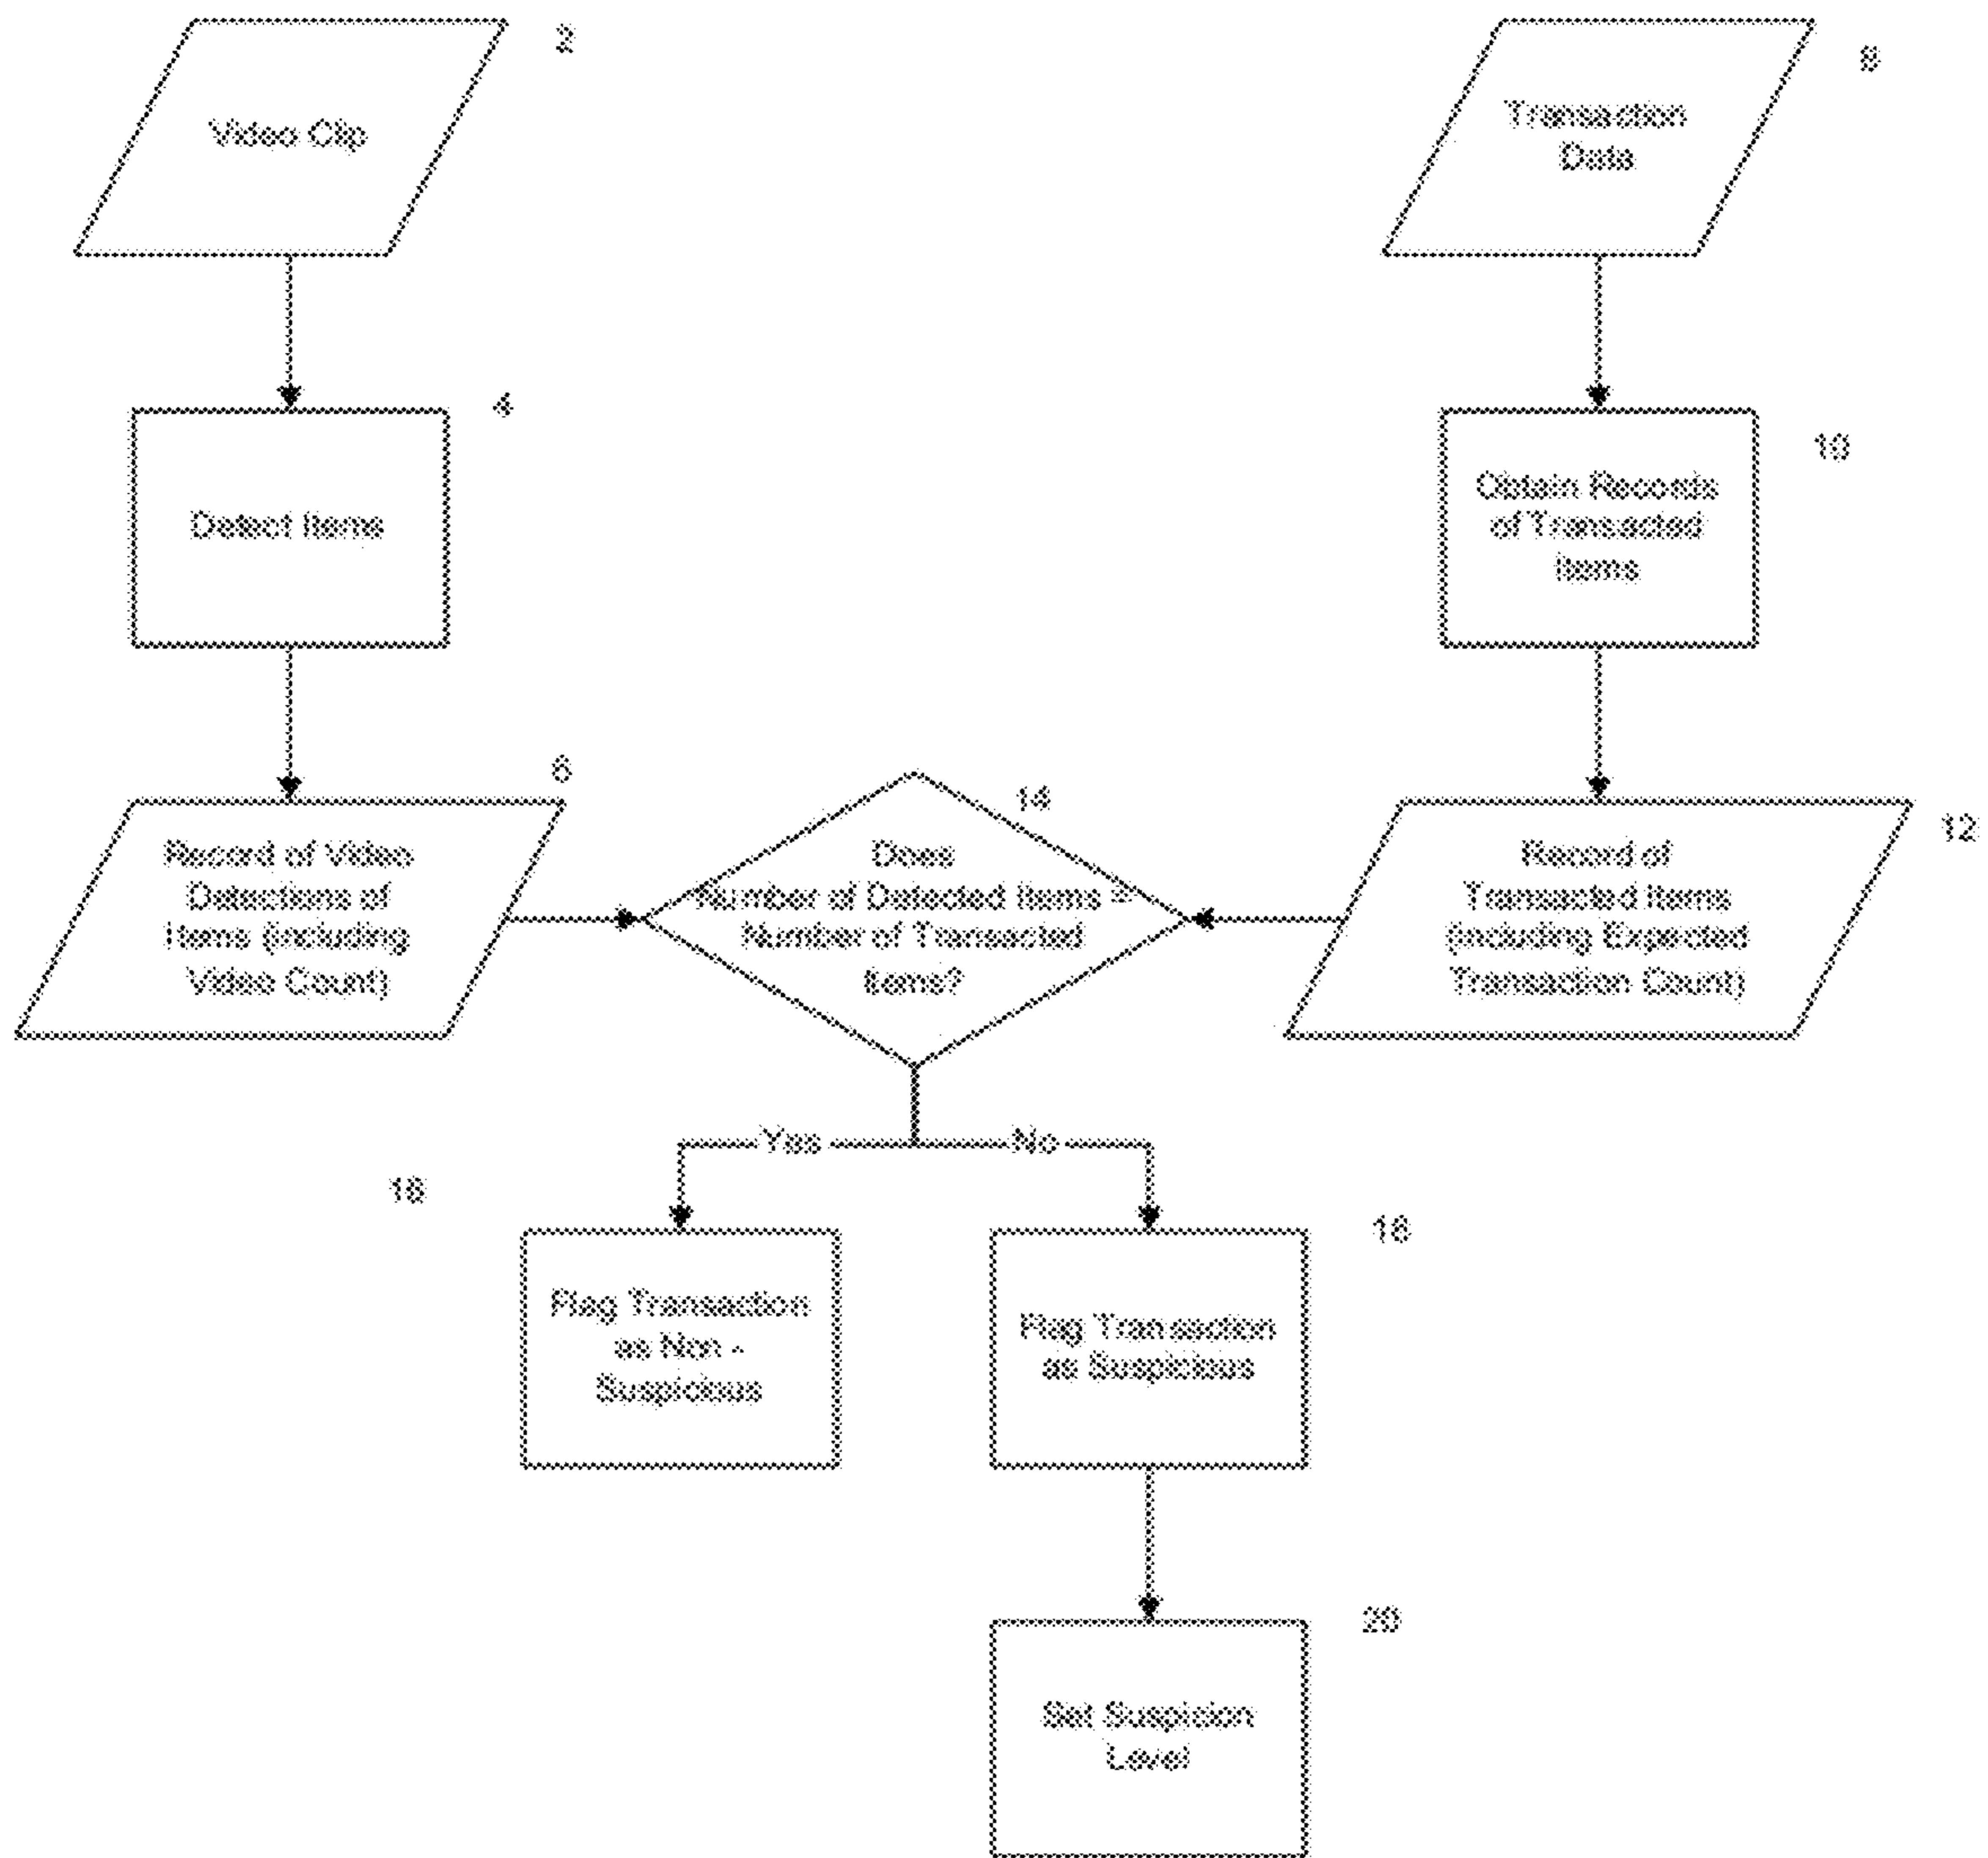 2
Video Clip
8
Transaction
Data
4
Detect Items
10
Obtain Records
of Transacted
Items
6
Record of Video
Detections of
Items (including
Video Count)
14
Does
Number of Detected Items =
Number of Transacted
Items?
12
Record of
Transacted Items
(including Expected
Transaction Count)
Yes
No
Flag Transaction
as Non -
Suspicious
Flag Transaction
as Suspicious
20
Set Suspicion
Level